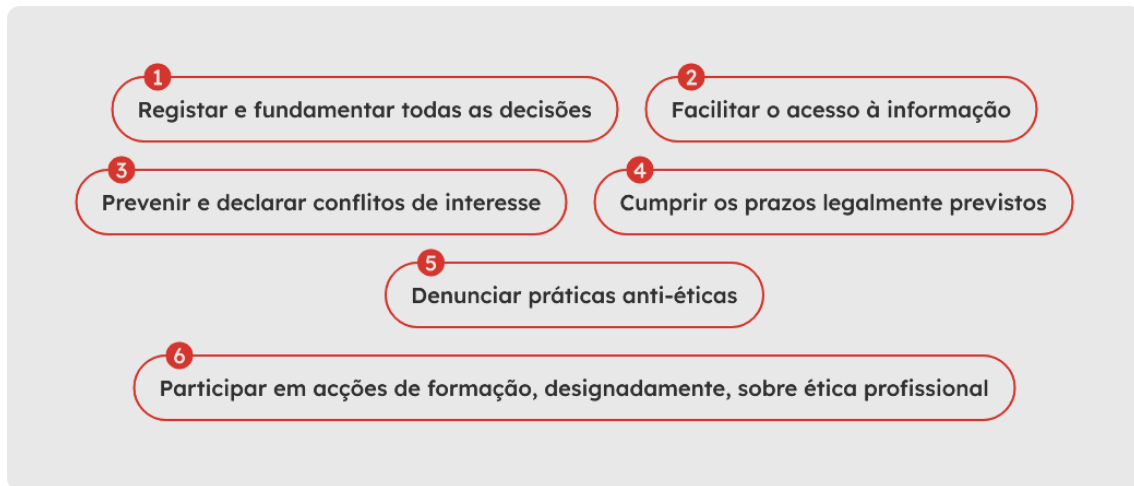 1
Registar e fundamentar todas as decisões
2
Facilitar o acesso à informação
3
Prevenir e declarar conflitos de interesse
4
Cumprir os prazos legalmente previstos
5
Denunciar práticas anti-éticas
6
Participar em acções de formação, designadamente, sobre ética profissional